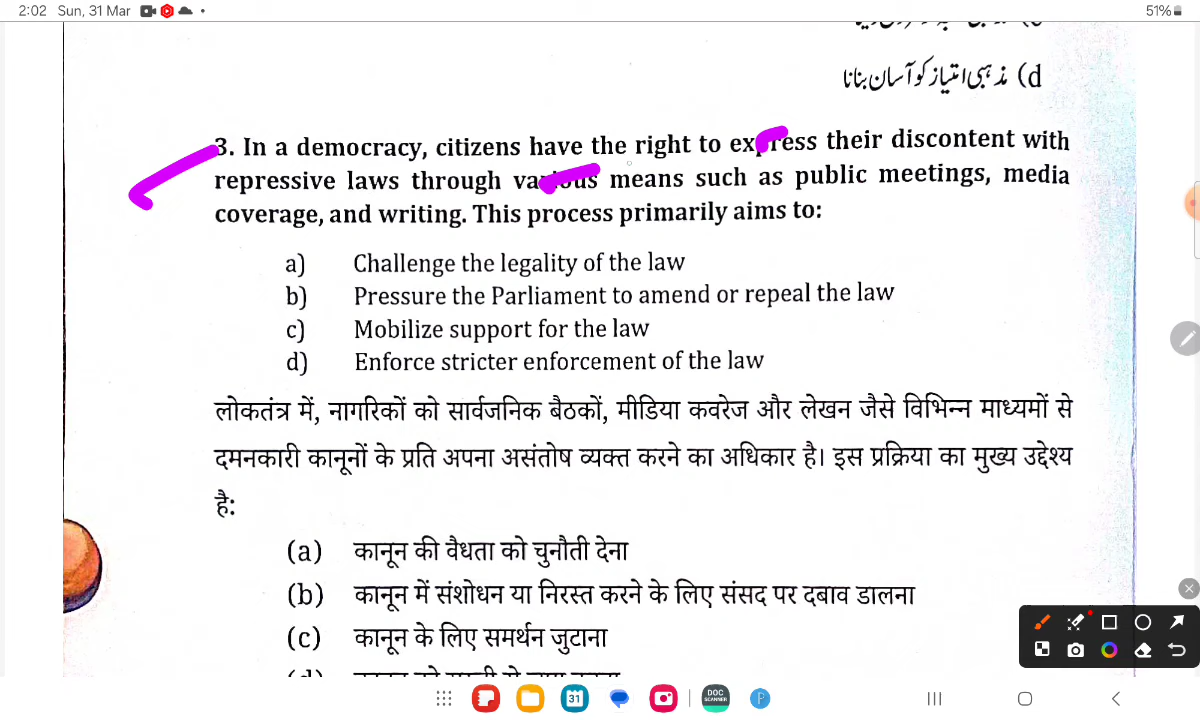 2:02 Sun, 31 Mar
51%
d) مذہبی امتیاز کو آسان بنانا
3. In a democracy, citizens have the right to express their discontent with
repressive laws through various means such as public meetings, media
coverage, and writing. This process primarily aims to:
a) Challenge the legality of the law
b) Pressure the Parliament to amend or repeal the law
c) Mobilize support for the law
d) Enforce stricter enforcement of the law
लोकतंत्र में, नागरिकों को सार्वजनिक बैठकों, मीडिया कवरेज और लेखन जैसे विभिन्न माध्यमों से
दमनकारी कानूनों के प्रति अपना असंतोष व्यक्त करने का अधिकार है। इस प्रक्रिया का मुख्य उद्देश्य
है:
(a) कानून की वैधता को चुनौती देना
(b) कानून में संशोधन या निरस्त करने के लिए संसद पर दबाव डालना
(c) कानून के लिए समर्थन जुटाना
31
DOC
SCANNER
P